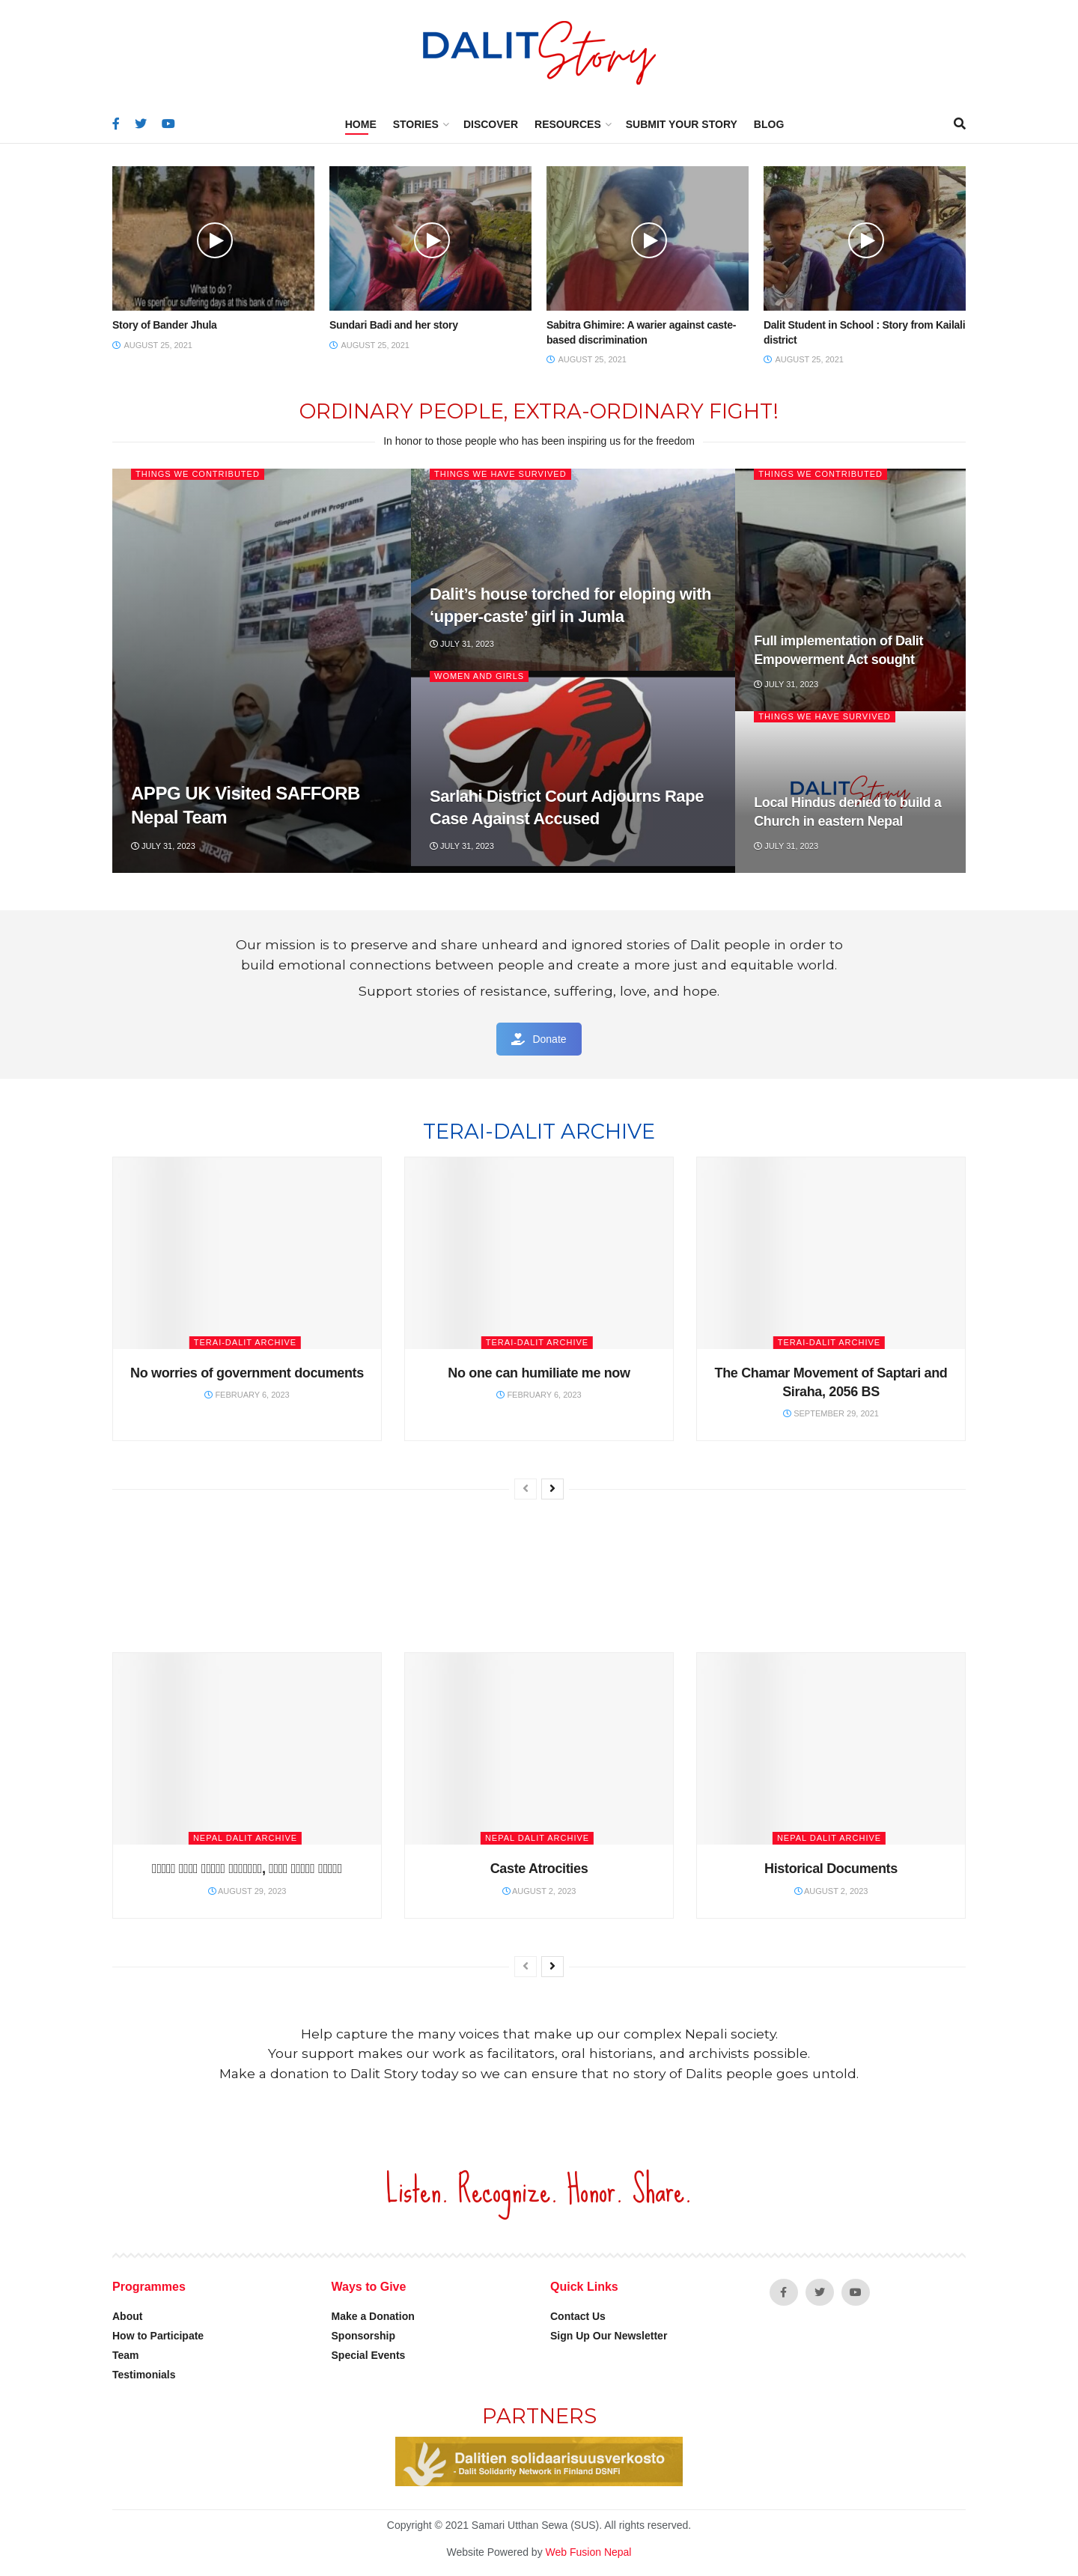 DALIT Story
HOME STORIES DISCOVER RESOURCES SUBMIT YOUR STORY BLOG
What to do ?
We spent our suffering days at this bank of river
Story of Bander Jhula
AUGUST 25, 2021
Sundari Badi and her story
AUGUST 25, 2021
Sabitra Ghimire: A warier against caste-
based discrimination
AUGUST 25, 2021
Dalit Student in School : Story from Kailali
district
AUGUST 25, 2021
ORDINARY PEOPLE, EXTRA-ORDINARY FIGHT!
In honor to those people who has been inspiring us for the freedom
THINGS WE CONTRIBUTED
Glimpses of IPFN Programs
APPG UK Visited SAFFORB
Nepal Team
JULY 31, 2023
अध्यक्ष
THINGS WE HAVE SURVIVED
Dalit’s house torched for eloping with
‘upper-caste’ girl in Jumla
JULY 31, 2023
WOMEN AND GIRLS
Sarlahi District Court Adjourns Rape
Case Against Accused
JULY 31, 2023
THINGS WE CONTRIBUTED
Full implementation of Dalit
Empowerment Act sought
JULY 31, 2023
THINGS WE HAVE SURVIVED
DALIT Story
Local Hindus denied to build a
Church in eastern Nepal
JULY 31, 2023
Our mission is to preserve and share unheard and ignored stories of Dalit people in order to
build emotional connections between people and create a more just and equitable world.
Support stories of resistance, suffering, love, and hope.
Donate
TERAI-DALIT ARCHIVE
TERAI-DALIT ARCHIVE
No worries of government documents
FEBRUARY 6, 2023
TERAI-DALIT ARCHIVE
No one can humiliate me now
FEBRUARY 6, 2023
TERAI-DALIT ARCHIVE
The Chamar Movement of Saptari and
Siraha, 2056 BS
SEPTEMBER 29, 2021
NEPAL DALIT ARCHIVE
AUGUST 29, 2023
NEPAL DALIT ARCHIVE
Caste Atrocities
AUGUST 2, 2023
NEPAL DALIT ARCHIVE
Historical Documents
AUGUST 2, 2023
Help capture the many voices that make up our complex Nepali society.
Your support makes our work as facilitators, oral historians, and archivists possible.
Make a donation to Dalit Story today so we can ensure that no story of Dalits people goes untold.
Listen. Recognize. Honor. Share.
Programmes
About
How to Participate
Team
Testimonials
Ways to Give
Make a Donation
Sponsorship
Special Events
Quick Links
Contact Us
Sign Up Our Newsletter
PARTNERS
Dalitien solidaarisuusverkosto
- Dalit Solidarity Network in Finland DSNFi
Copyright © 2021 Samari Utthan Sewa (SUS). All rights reserved.
Website Powered by Web Fusion Nepal